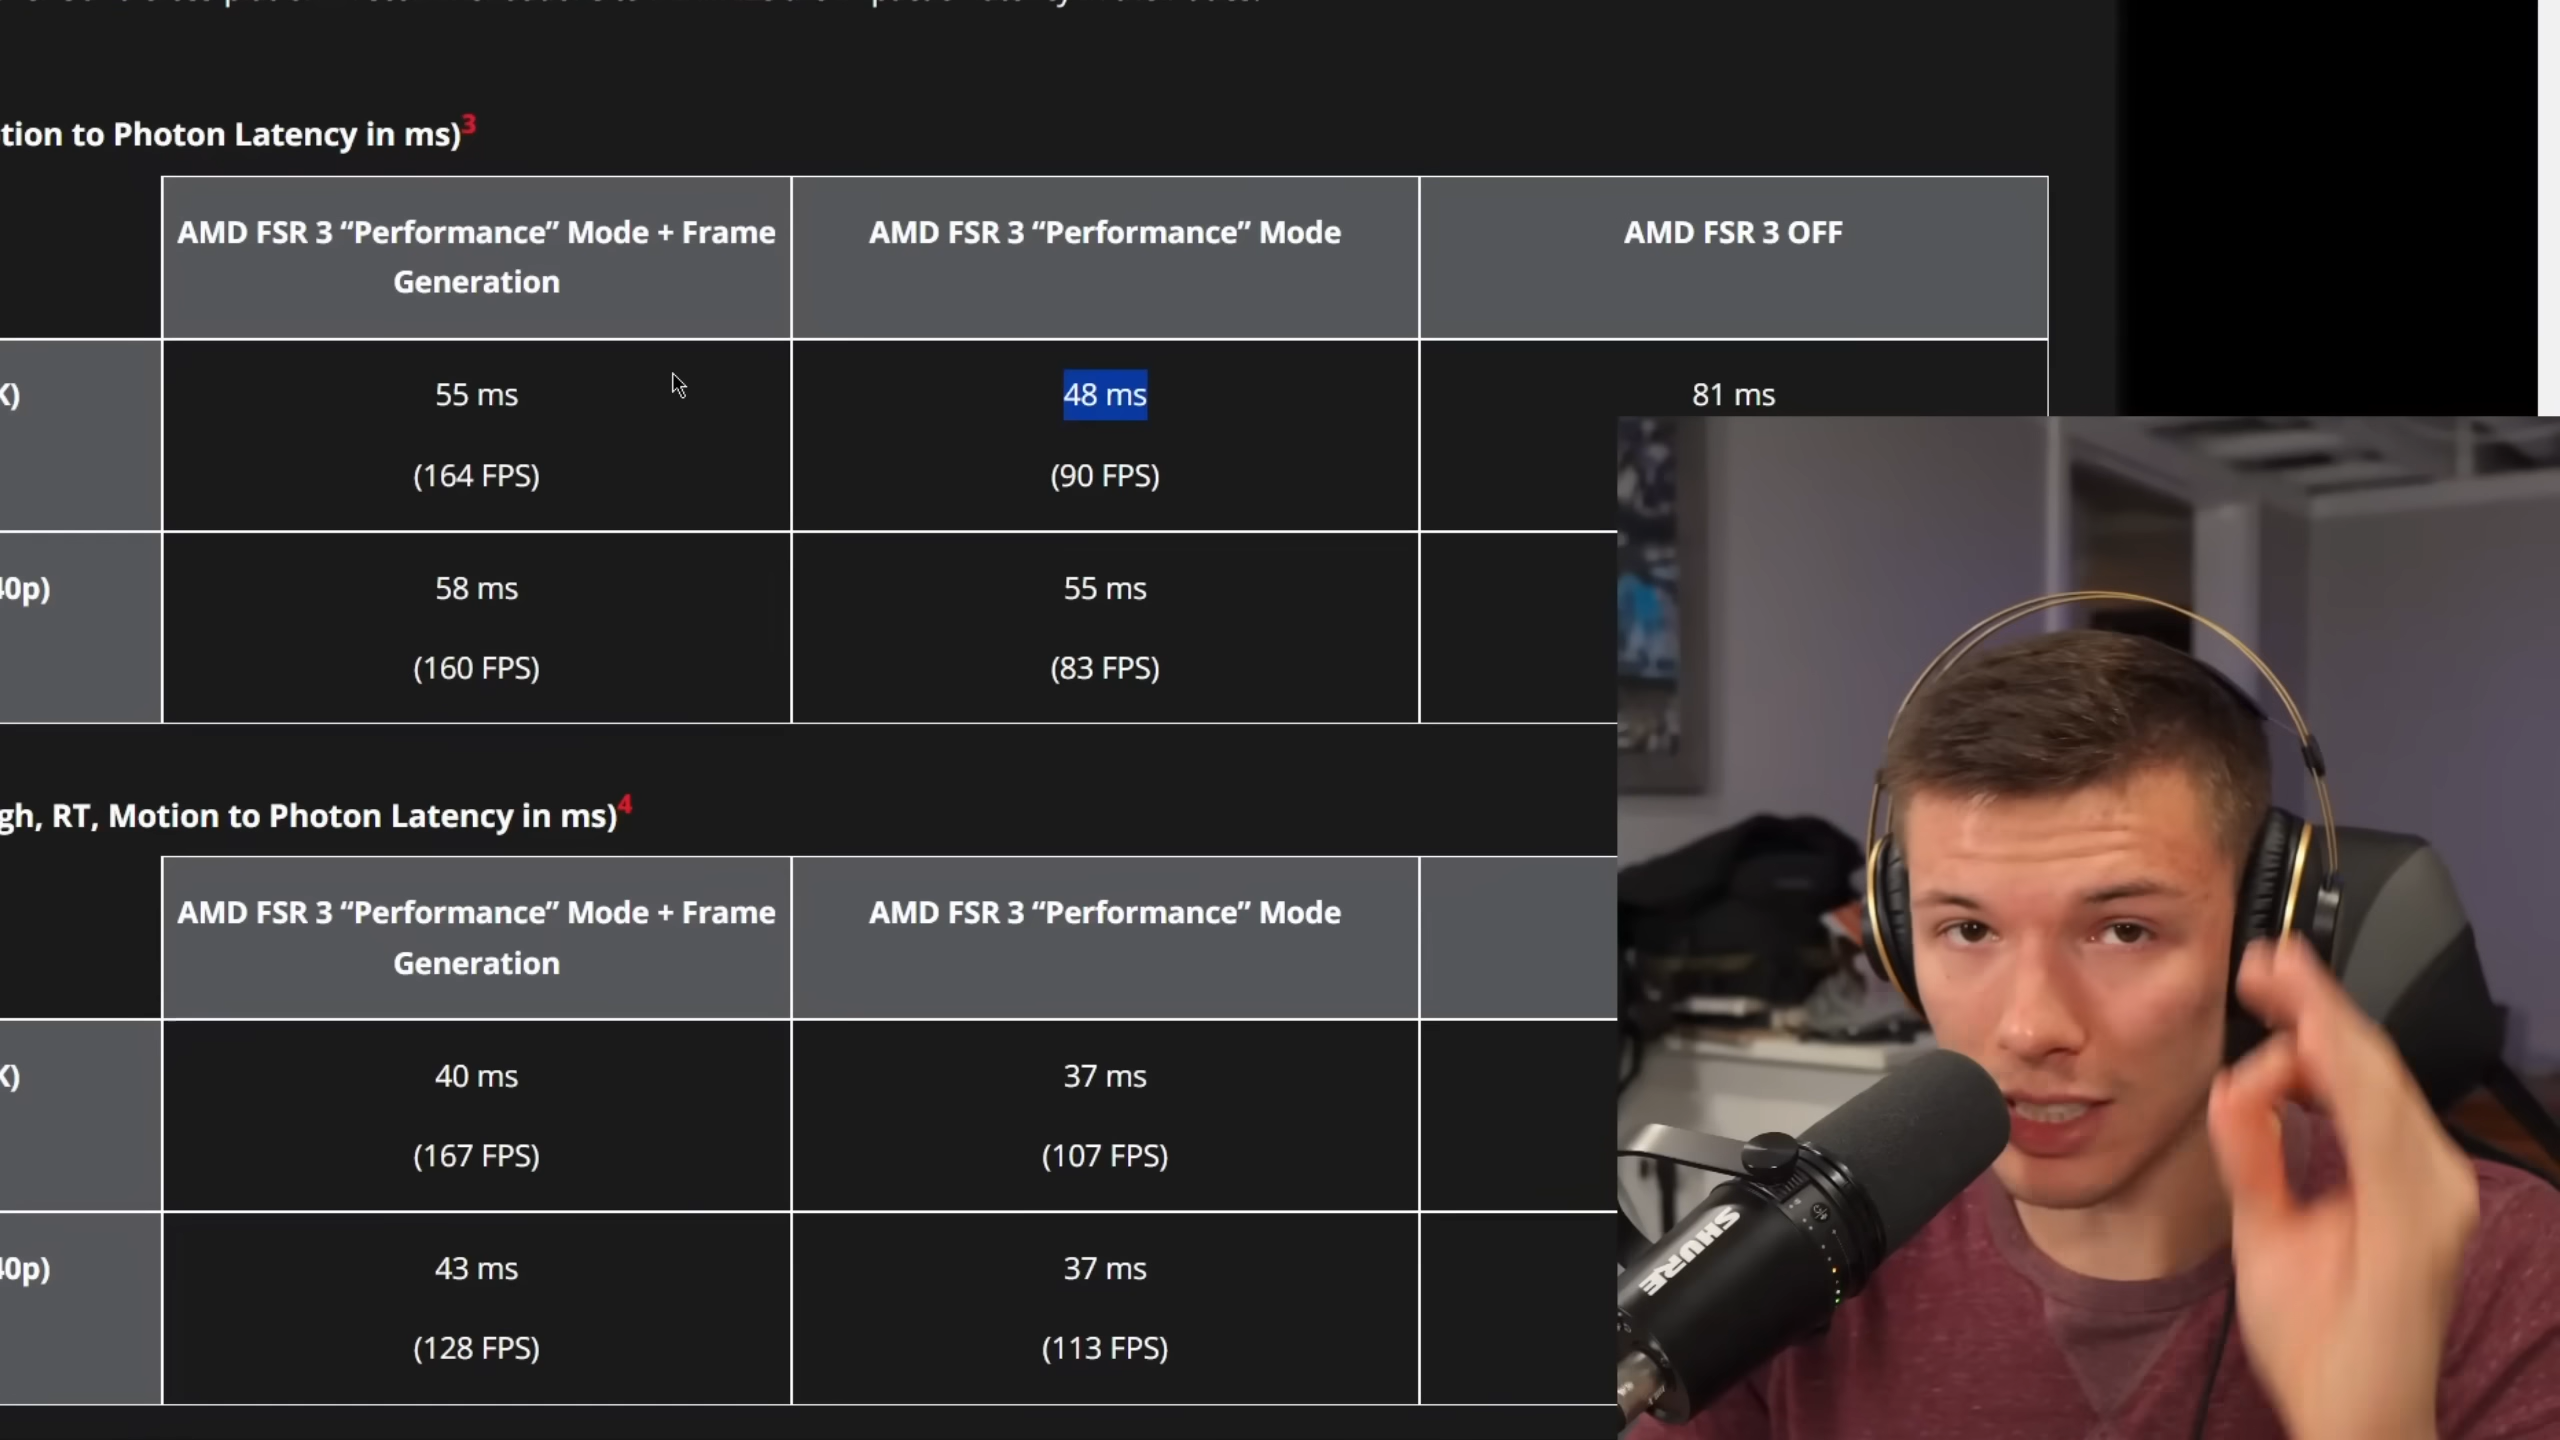 tion to Photon Latency in ms)3
AMD FSR 3 “Performance” Mode + Frame
Generation
AMD FSR 3 “Performance” Mode
AMD FSR 3 OFF
K)
55 ms
48 ms
81 ms
(164 FPS)
(90 FPS)
40p)
58 ms
55 ms
(160 FPS)
(83 FPS)
gh, RT, Motion to Photon Latency in ms)4
AMD FSR 3 “Performance” Mode + Frame
Generation
AMD FSR 3 “Performance” Mode
K)
40 ms
37 ms
(167 FPS)
(107 FPS)
40p)
43 ms
37 ms
(128 FPS)
(113 FPS)
SHURE